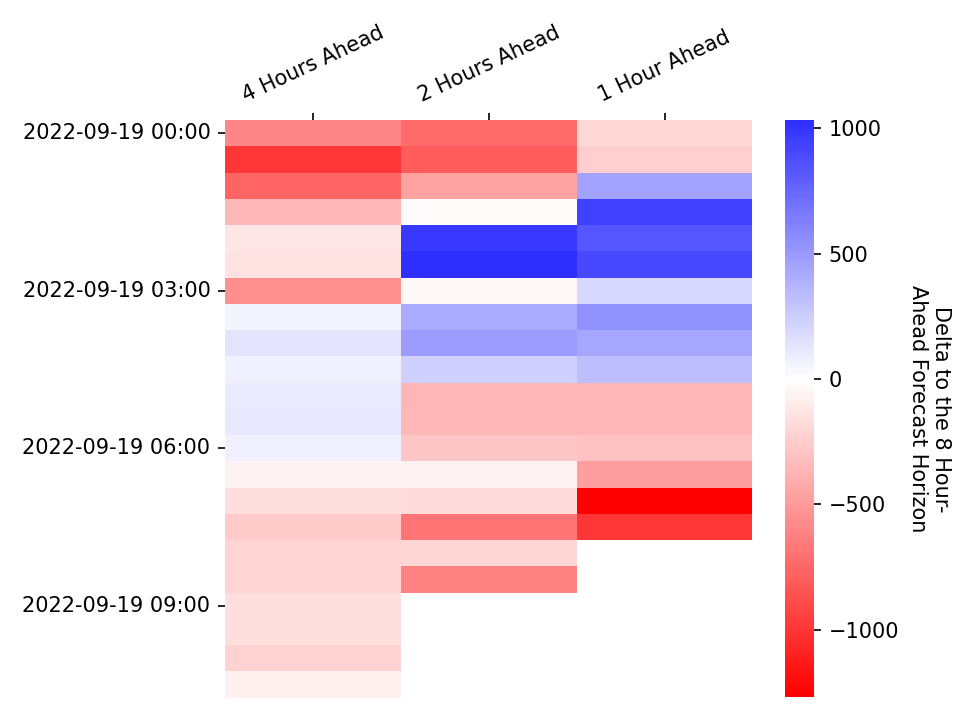 4 Hours Ahead
2 Hours Ahead
1 Hour Ahead
2022-09-19 00:00
2022-09-19 03:00
2022-09-19 06:00
2022-09-19 09:00
1000
500
0
−500
−1000
Delta to the 8 Hour-
Ahead Forecast Horizon